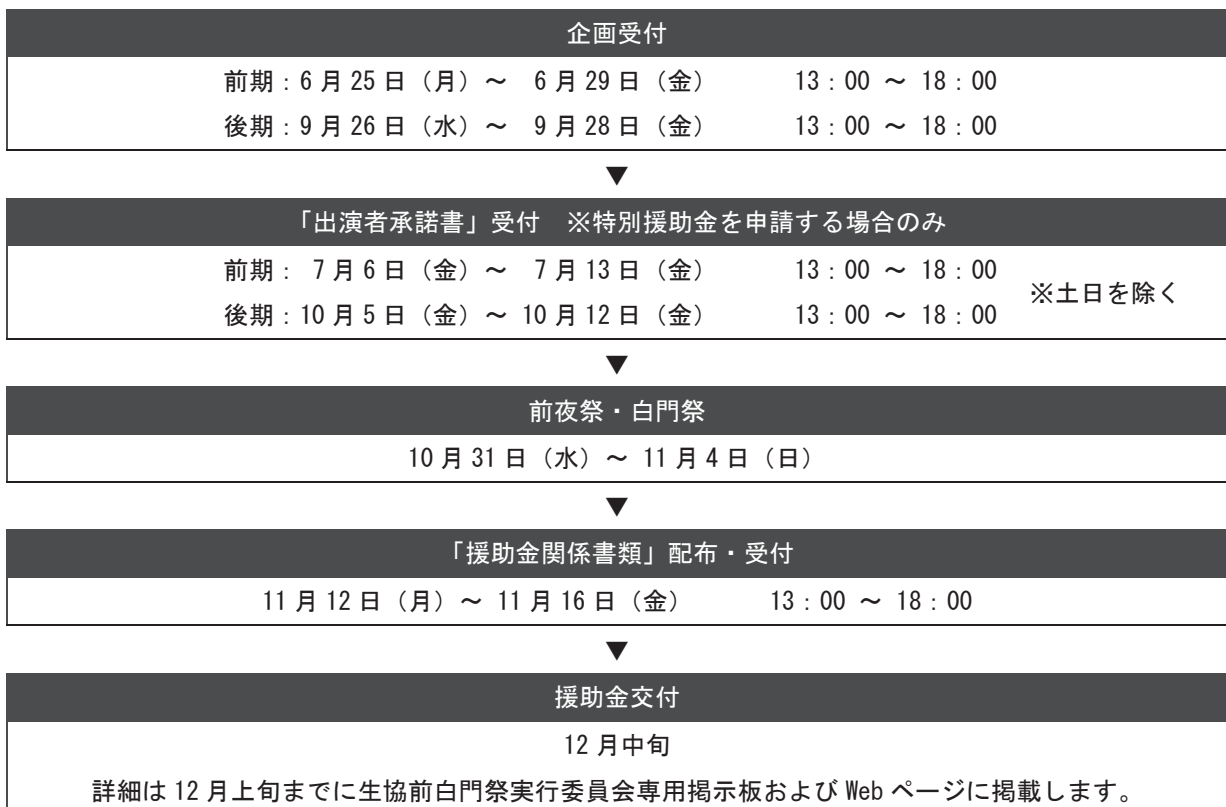 企画受付
前期：6月25日（月）～ 6月29日（金） 13：00 ～ 18：00
後期：9月26日（水）～ 9月28日（金） 13：00 ～ 18：00
▼
「出演者承諾書」受付 ※特別援助金を申請する場合のみ
前期： 7月6日（金）～ 7月13日（金） 13：00 ～ 18：00
※土日を除く
後期：10月5日（金）～ 10月12日（金） 13：00 ～ 18：00
▼
前夜祭・白門祭
10月31日（水）～ 11月4日（日）
▼
「援助金関係書類」配布・受付
11月12日（月）～ 11月16日（金） 13：00 ～ 18：00
▼
援助金交付
12月中旬
詳細は12月上旬までに生協前白門祭実行委員会専用掲示板およびWebページに掲載します。